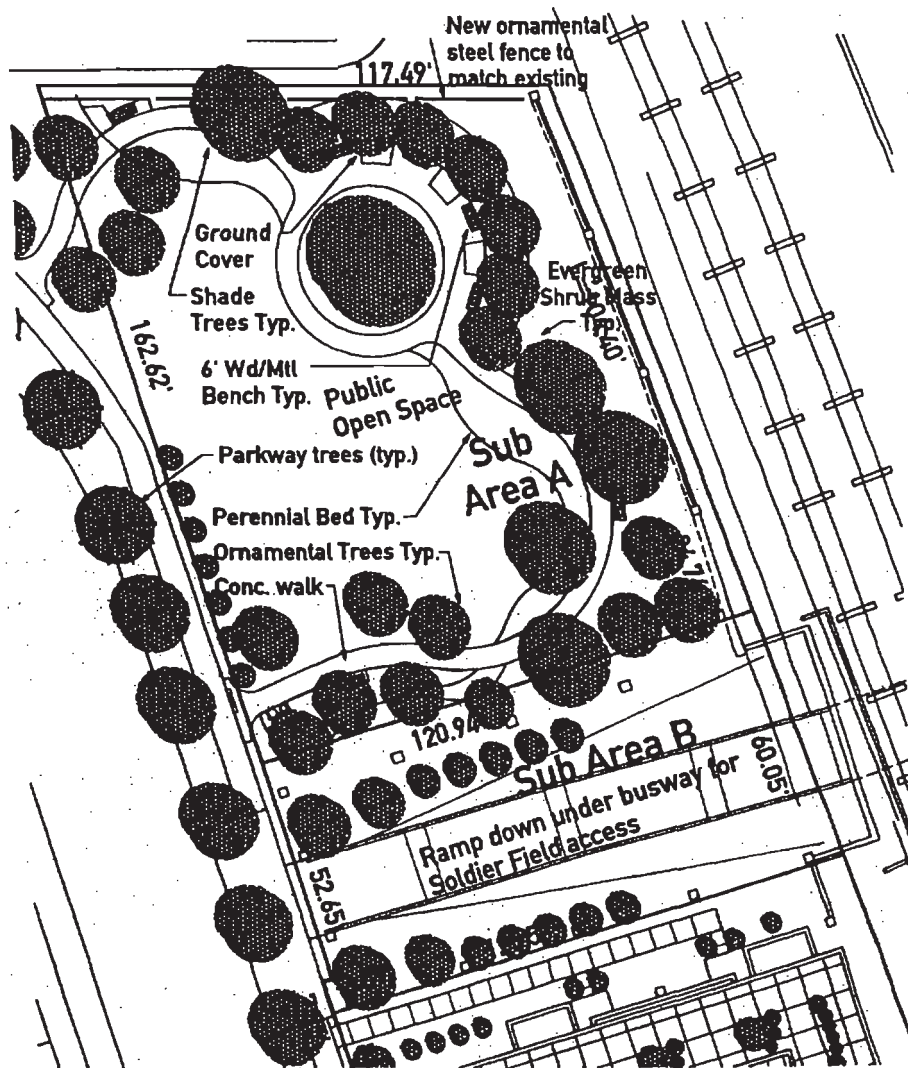 New ornamental
steel fence to
match existing
117.49'
Ground
Cover
Shade
Trees Typ.
Evergreen
Shrub Mass
Typ.
162.62'
6' Wd/Mtl
Bench Typ.
Public
Open Space
Parkway trees (typ.)
Sub
Area A
Perennial Bed Typ.
Ornamental Trees Typ.
Conc. walk
120.94'
Sub Area B
60.05'
Ramp down under busway for
Soldier Field access
52.65'